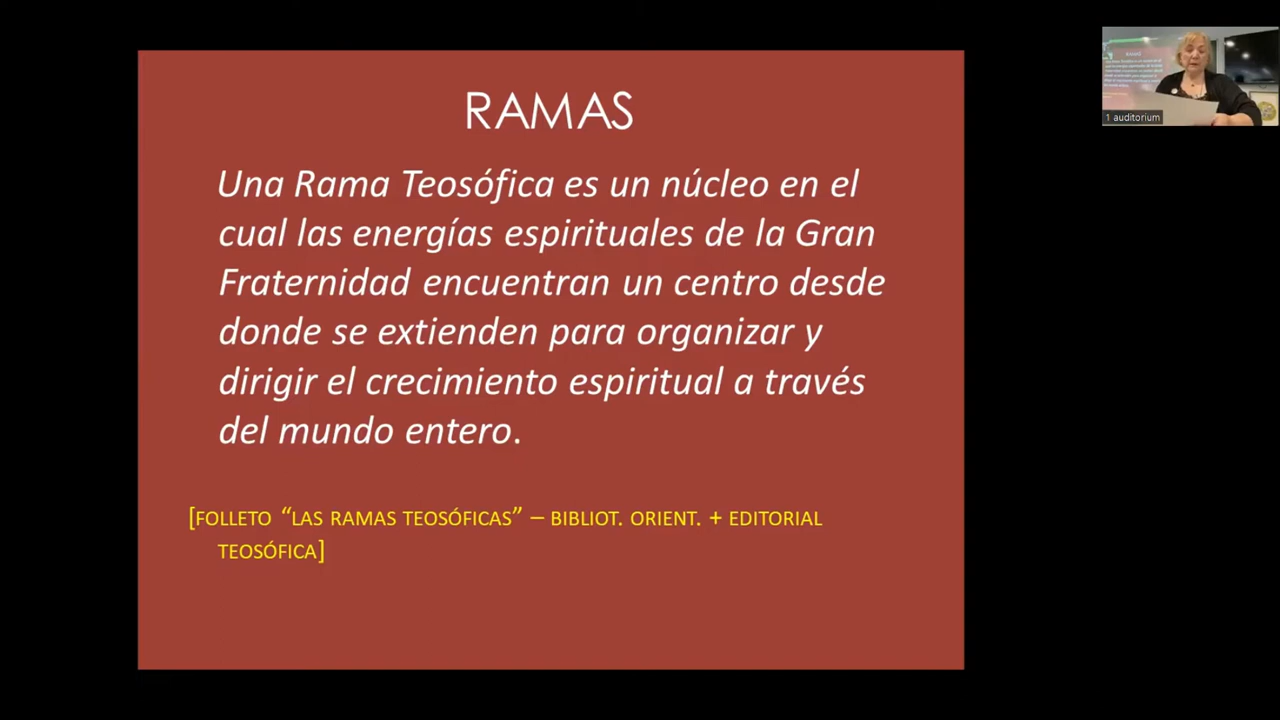 RAMAS
Una Rama Teosófica es un núcleo en el
cual las energías espirituales de la Gran
Fraternidad encuentran un centro desde
donde se extienden para organizar y
dirigir el crecimiento espiritual a través
del mundo entero.
[FOLLETO “LAS RAMAS TEOSÓFICAS” – BIBLIOT. ORIENT. + EDITORIAL
TEOSÓFICA]
1 auditorium